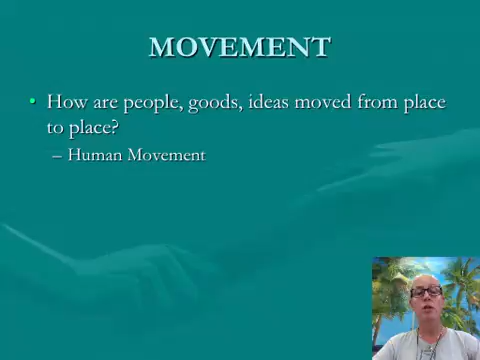 MOVEMENT
• How are people, goods, ideas moved from place
to place?
– Human Movement